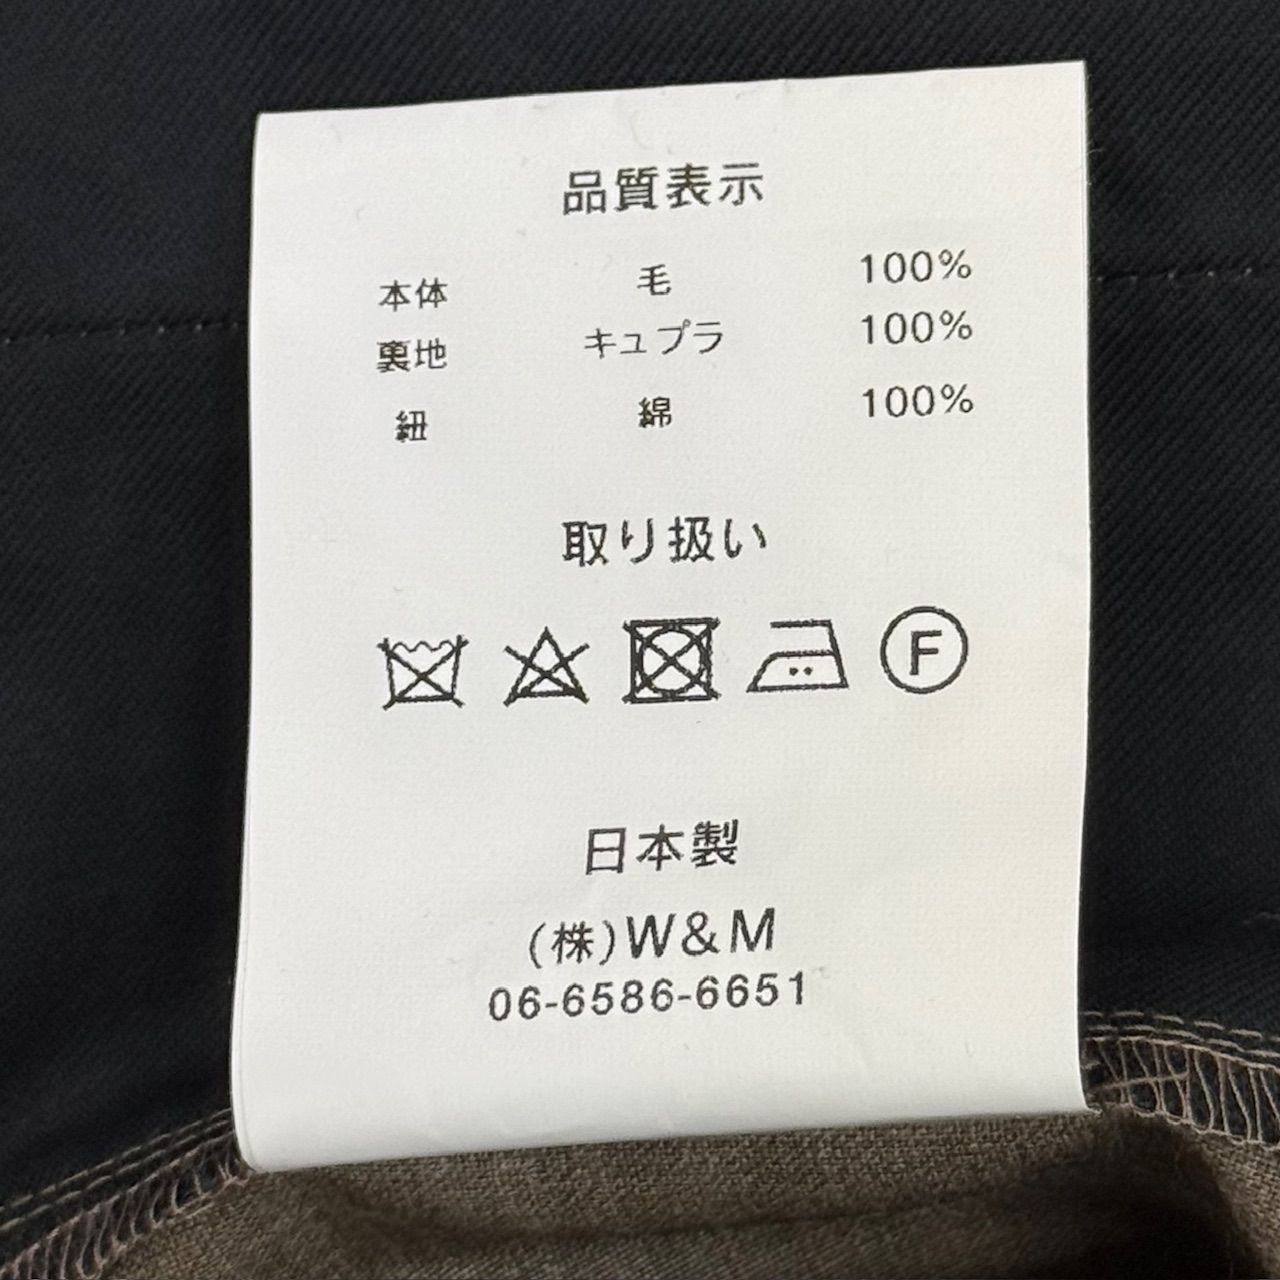 品質表示
本体 毛 100%
裏地 キュプラ 100%
紐 綿 100%
取り扱い
F
日本製
(株)W&M
06-6586-6651